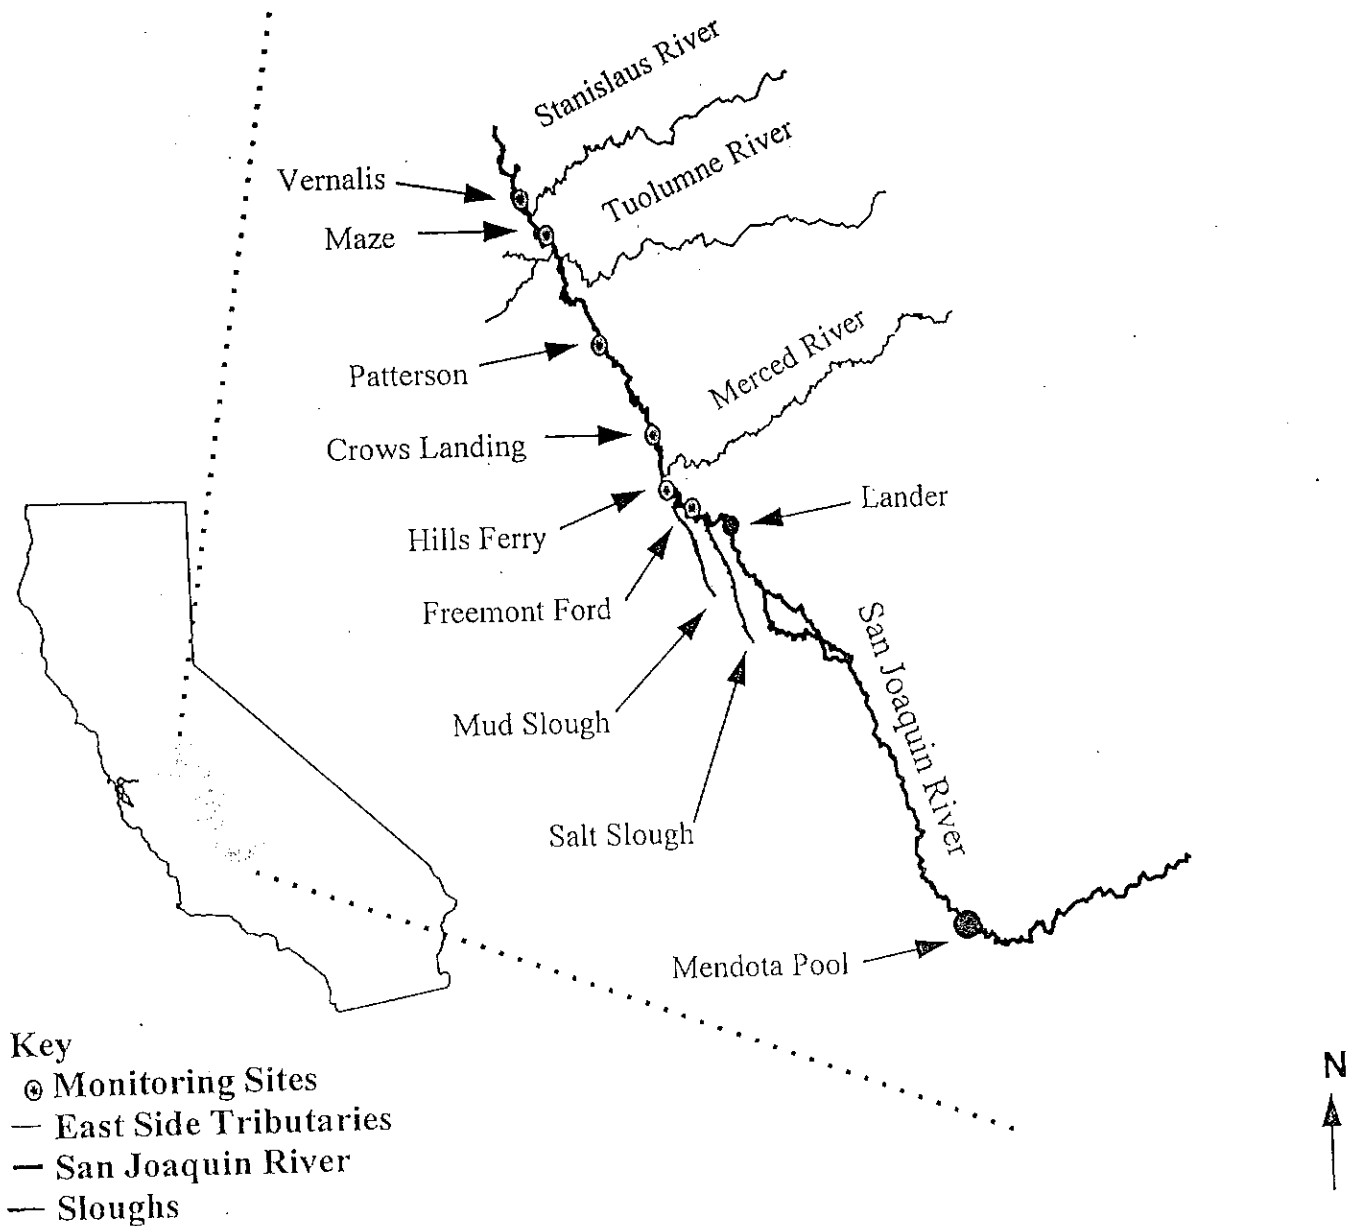 Stanislaus River
Tuolumne River
Vernalis
Maze
Merced River
Patterson
Crows Landing
Lander
Hills Ferry
Freemont Ford
San Joaquin River
Mud Slough
Salt Slough
Mendota Pool
Key
Monitoring Sites
East Side Tributaries
San Joaquin River
Sloughs
N